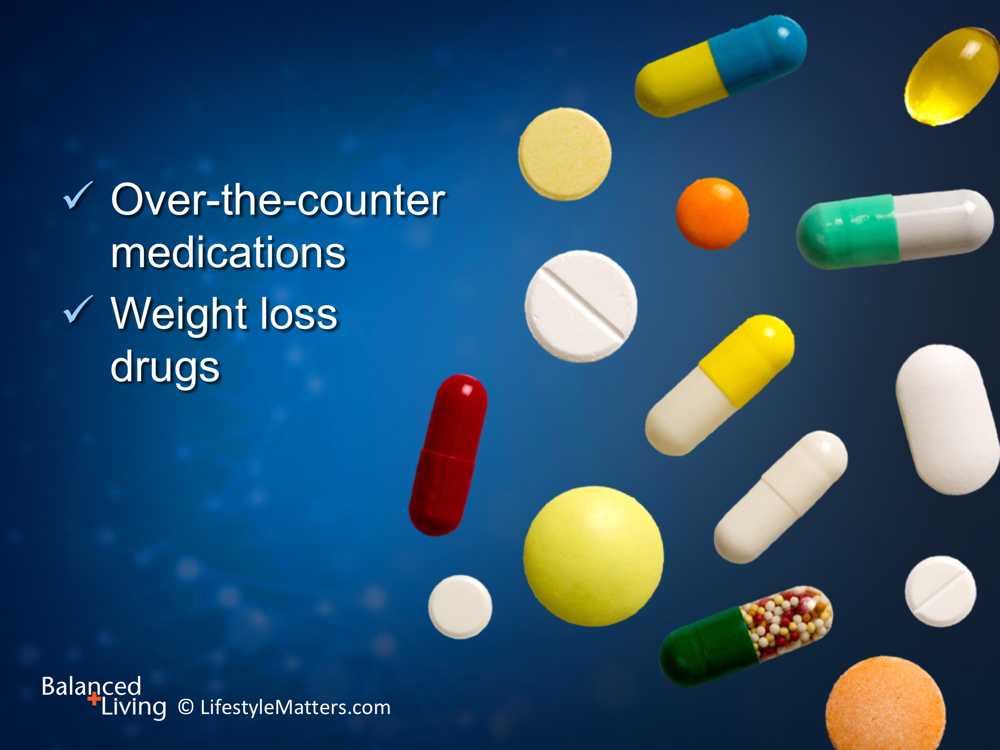 ✓ Over-the-counter
medications
✓ Weight loss
drugs
Balanced
+Living © LifestyleMatters.com